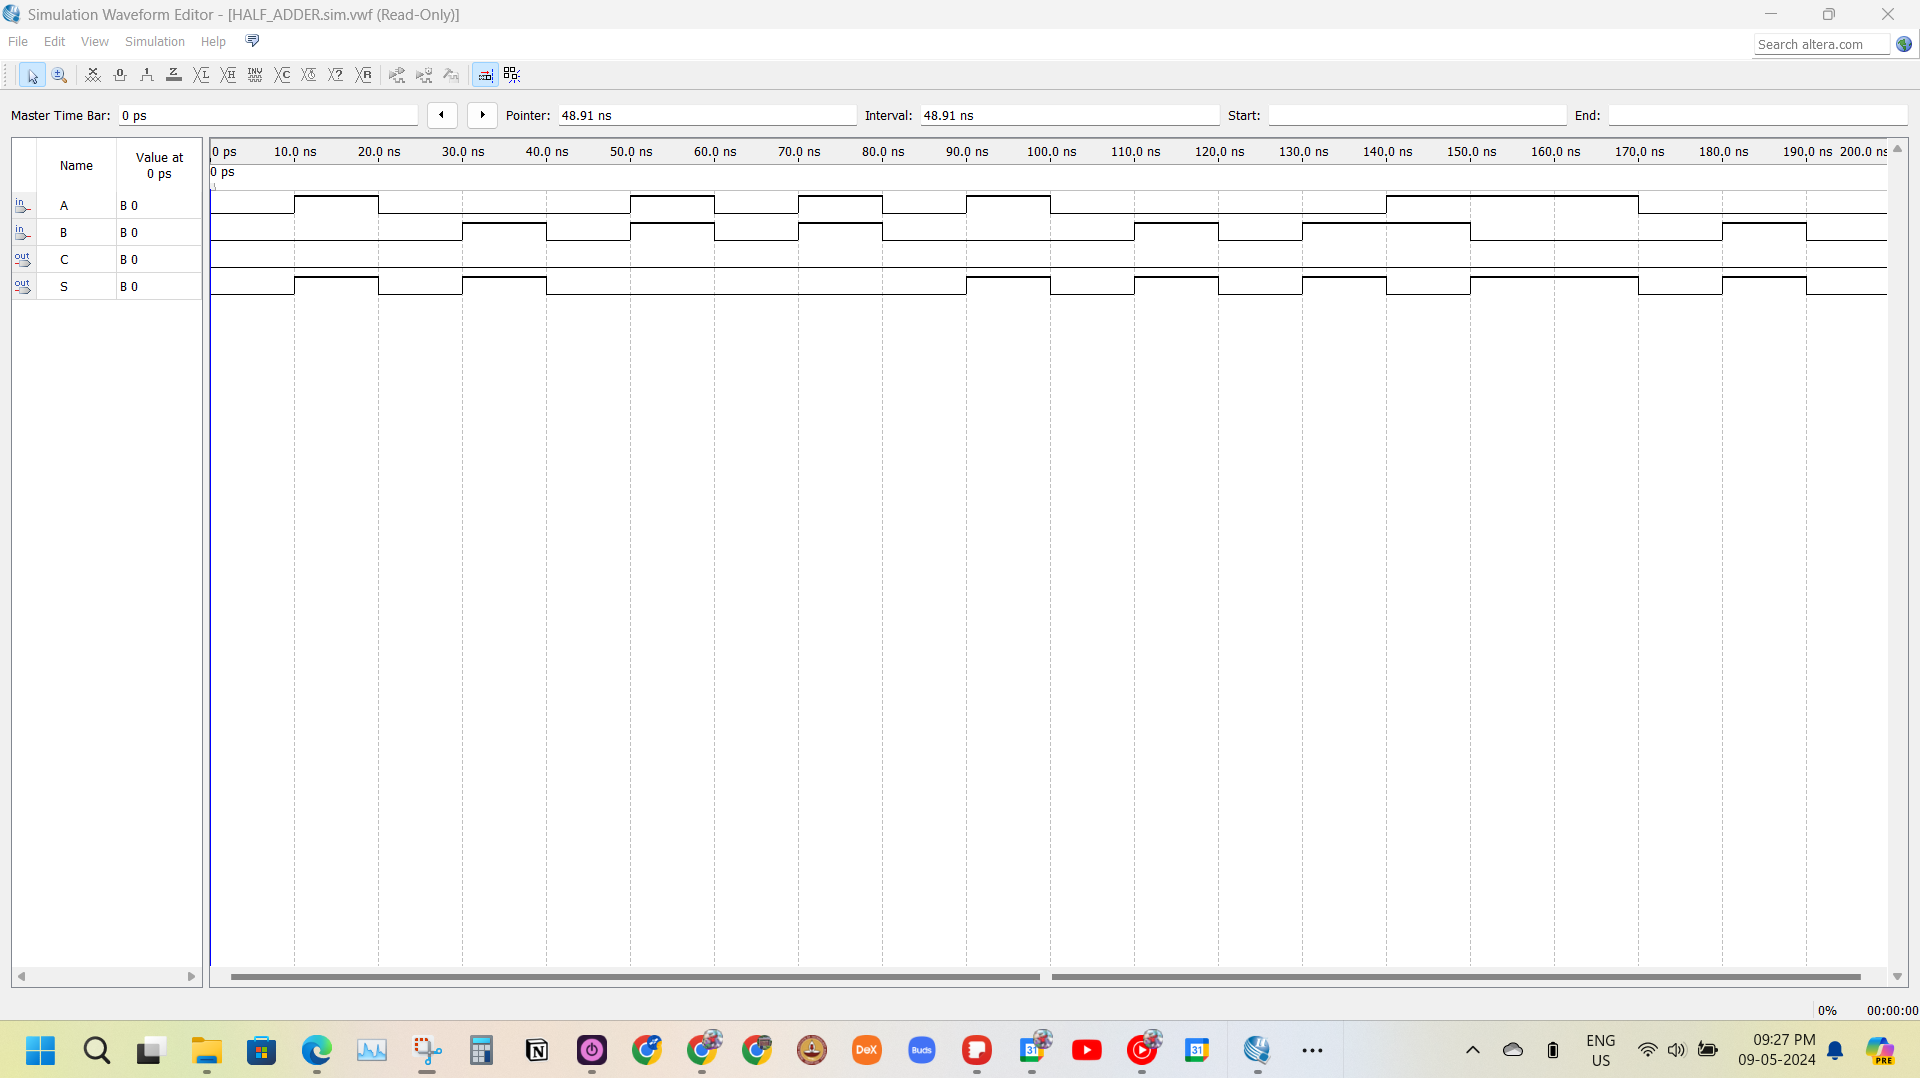 Simulation Waveform Editor - [HALF_ADDER.sim.vwf (Read-Only)]
File Edit View Simulation Help
Search altera.com
Master Time Bar: 0 ps Pointer: 48.91 ns Interval: 48.91 ns Start: End:
Name
Value at
0 ps
0 ps 10.0 ns 20.0 ns 30.0 ns 40.0 ns 50.0 ns 60.0 ns 70.0 ns 80.0 ns 90.0 ns 100.0 ns 110.0 ns 120.0 ns 130.0 ns 140.0 ns 150.0 ns 160.0 ns 170.0 ns 180.0 ns 190.0 ns 200.0 ns
0 ps
in A B 0
in B B 0
out C B 0
out S B 0
0% 00:00:00
DeX
Buds
31
31
ENG
US
09:27 PM
09-05-2024
PRE